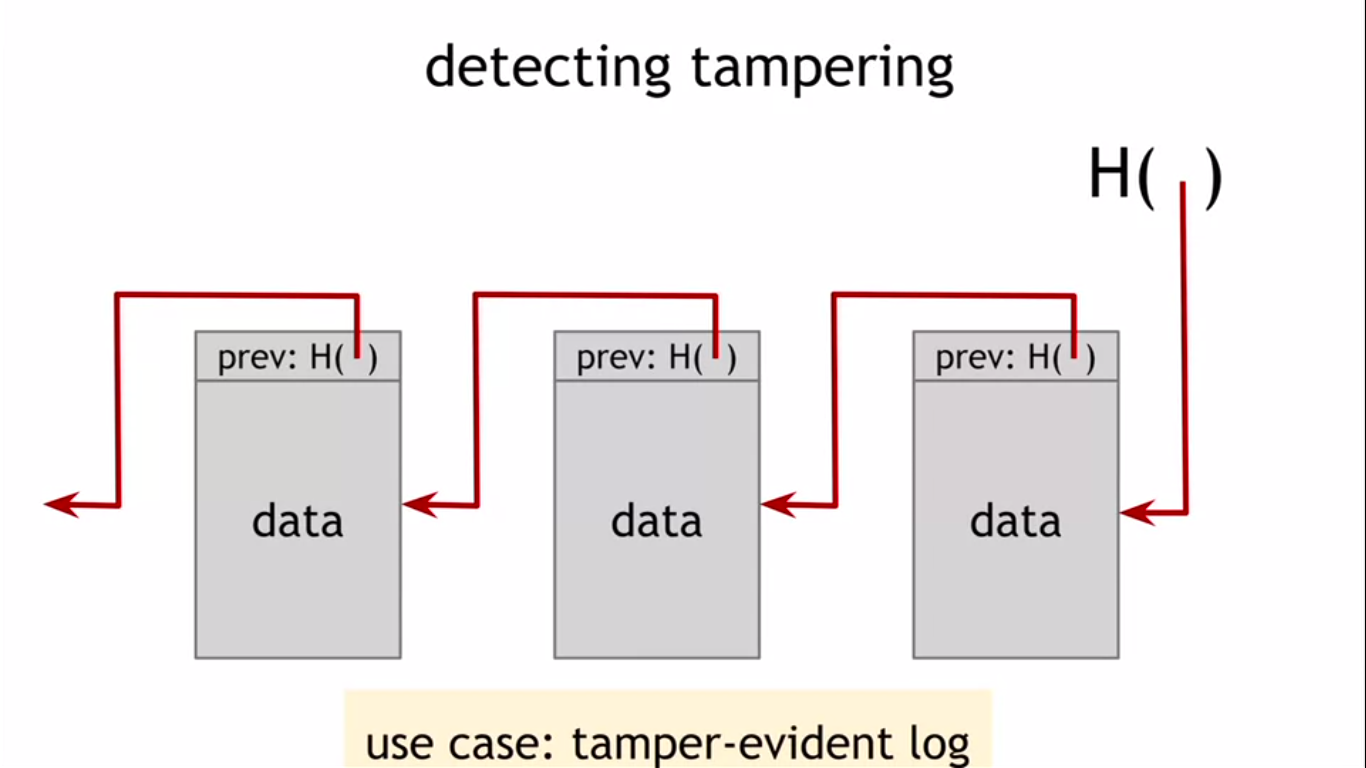 detecting tampering
H( )
prev: H( )
prev: H( )
prev: H( )
data
data
data
use case: tamper-evident log